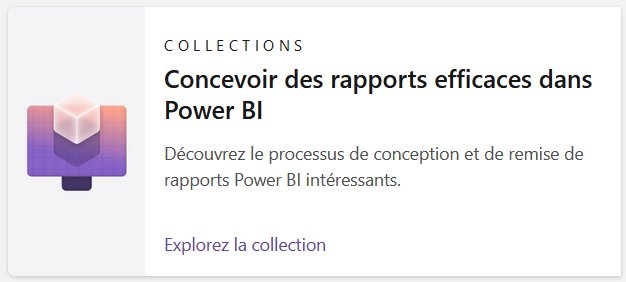 COLLECTIONS
Concevoir des rapports efficaces dans
Power BI
Découvrez le processus de conception et de remise de
rapports Power BI intéressants.
Explorez la collection